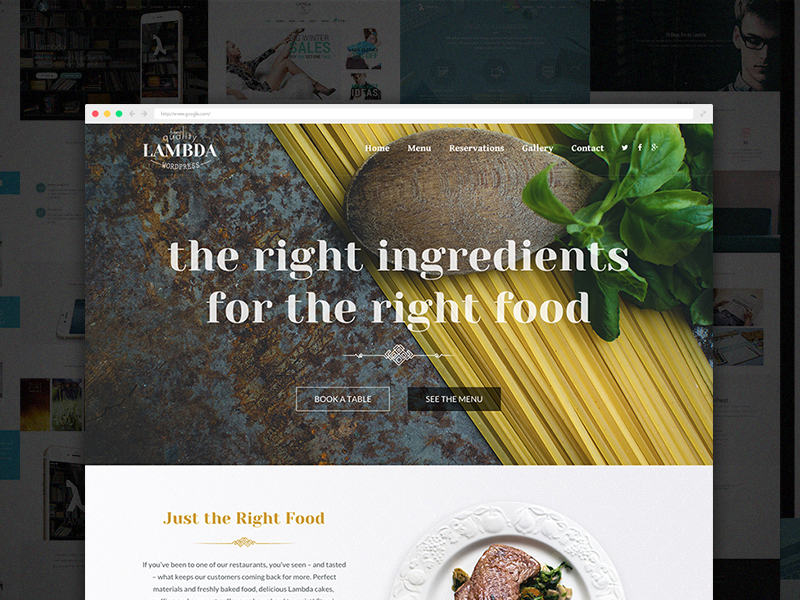 WINTER
SALES
IDEAS
http://www.google.com/
quality
LAMBDA
WORDPRESS
Home Menu Reservations Gallery Contact
the right ingredients
for the right food
BOOK A TABLE SEE THE MENU
Just the Right Food
If you've been to one of our restaurants, you've seen – and tasted
– what keeps our customers coming back for more. Perfect
materials and freshly baked food, delicious Lambda cakes,